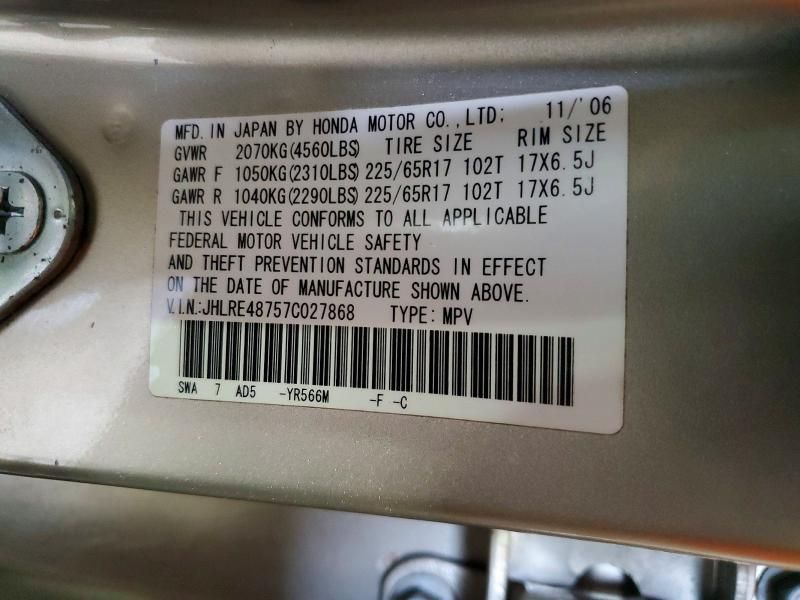 MFD. IN JAPAN BY HONDA MOTOR CO.,LTD: 11/'06
GVWR 2070KG(4560LBS) TIRE SIZE RIM SIZE
GAWR F 1050KG(2310LBS) 225/65R17 102T 17X6.5J
GAWR R 1040KG(2290LBS) 225/65R17 102T 17X6.5J
THIS VEHICLE CONFORMS TO ALL APPLICABLE
FEDERAL MOTOR VEHICLE SAFETY
AND THEFT PREVENTION STANDARDS IN EFFECT
ON THE DATE OF MANUFACTURE SHOWN ABOVE.
V.I.N.:JHLRE48757C027868 TYPE: MPV
SWA 7 AD5 -YR566M -F -C